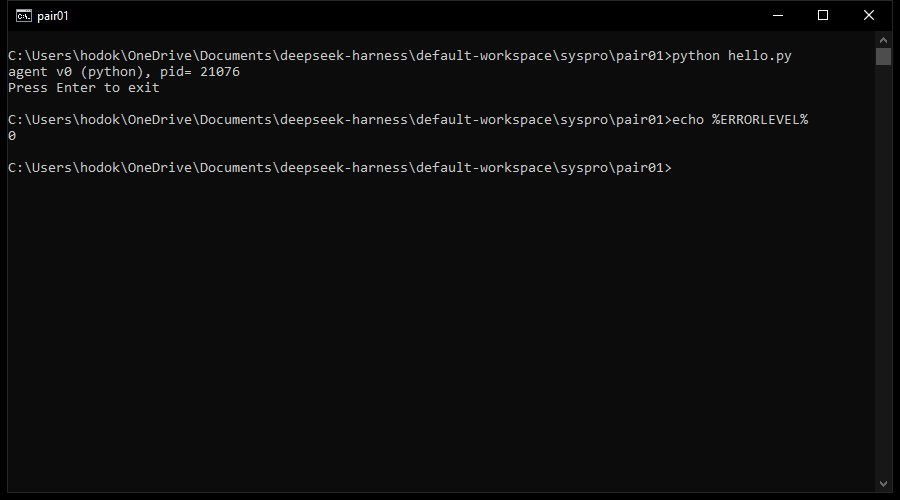 pair01
C:\Users\hodok\OneDrive\Documents\deepseek-harness\default-workspace\syspro\pair01>python hello.py
agent v0 (python), pid= 21076
Press Enter to exit
C:\Users\hodok\OneDrive\Documents\deepseek-harness\default-workspace\syspro\pair01>echo %ERRORLEVEL%
0
C:\Users\hodok\OneDrive\Documents\deepseek-harness\default-workspace\syspro\pair01>